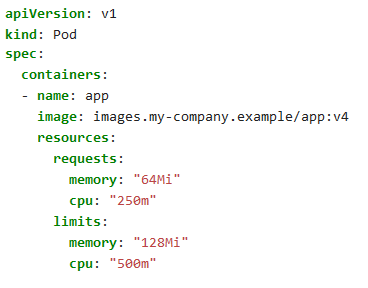 apiVersion: v1
kind: Pod
spec:
  containers:
  - name: app
    image: images.my-company.example/app:v4
    resources:
      requests:
        memory: "64Mi"
        cpu: "250m"
      limits:
        memory: "128Mi"
        cpu: "500m"